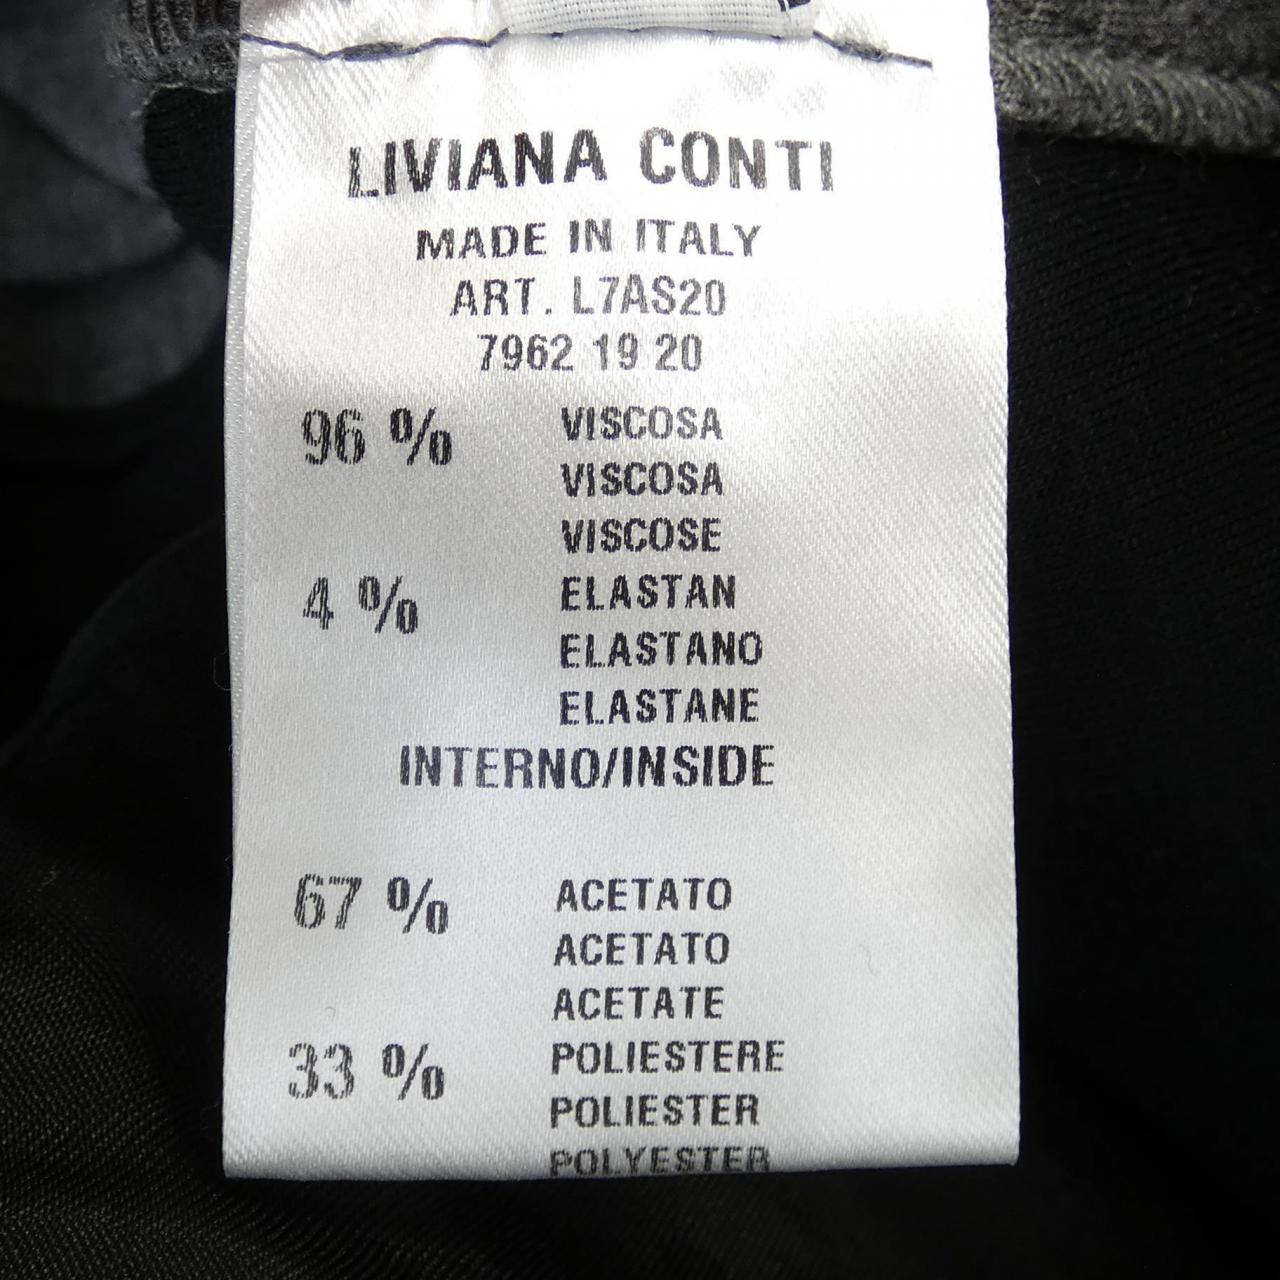 LIVIANA CONTI
MADE IN ITALY
ART. L7AS20
7962 19 20
96 % VISCOSA
VISCOSA
VISCOSE
4 % ELASTAN
ELASTANO
ELASTANE
INTERNO/INSIDE
67 % ACETATO
ACETATO
ACETATE
33 % POLIESTERE
POLIESTER
POLYESTER